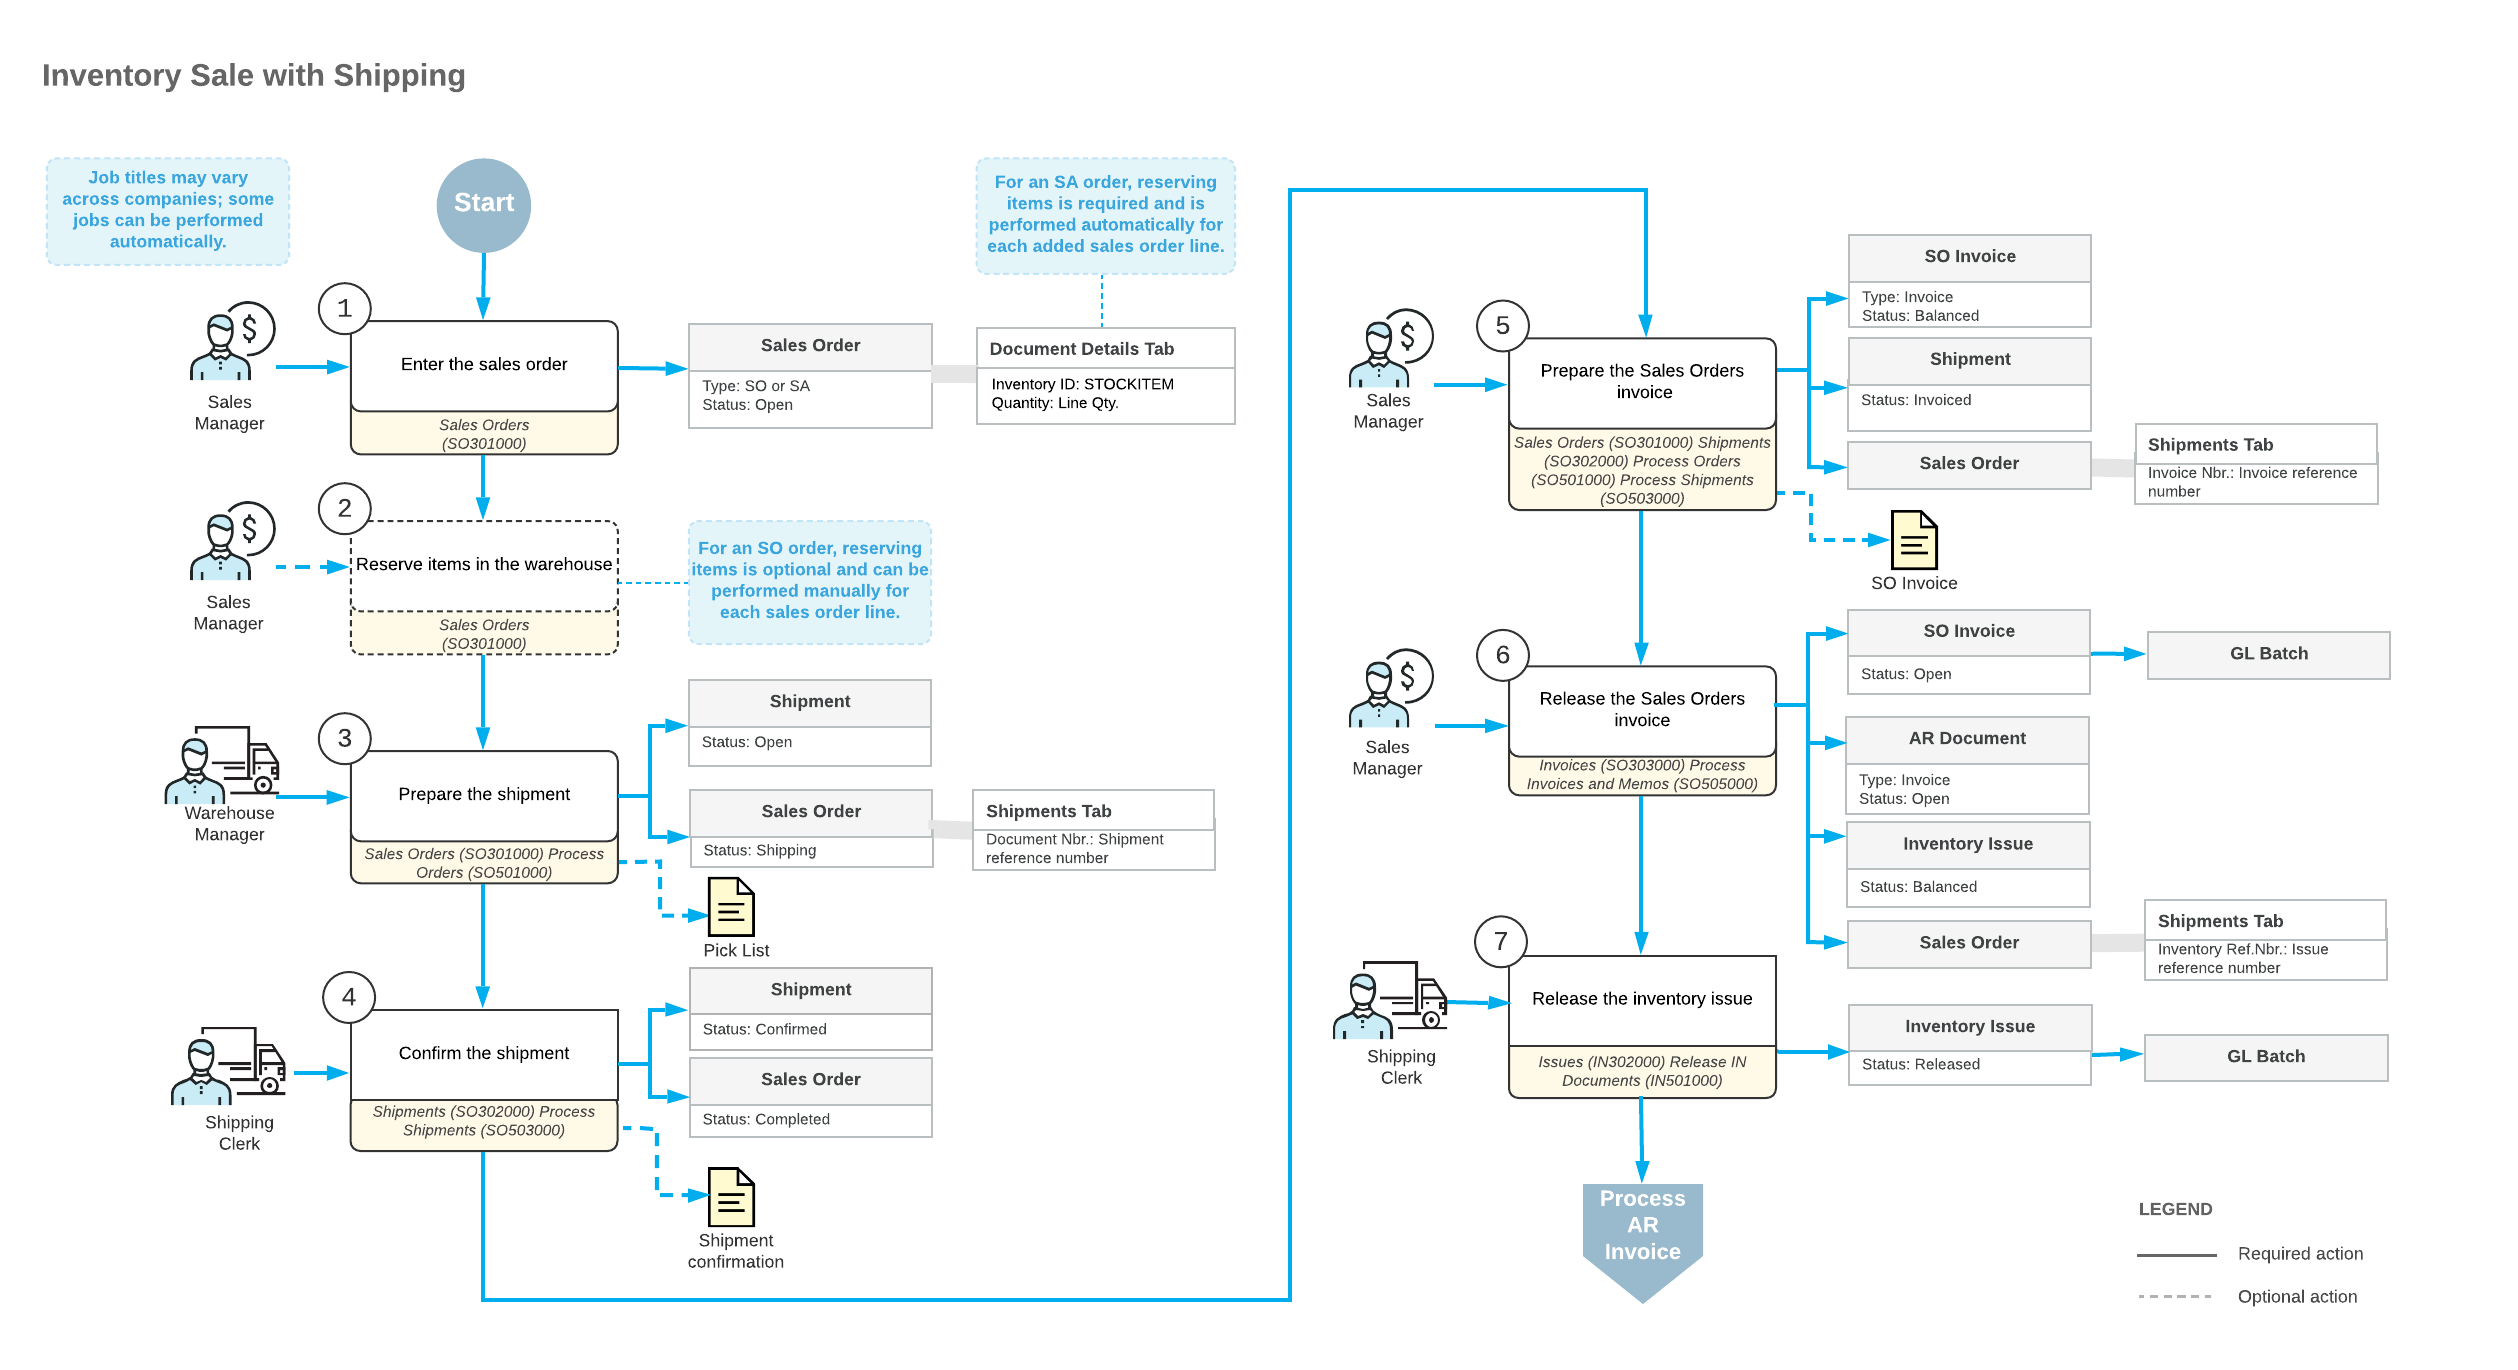 Inventory Sale with Shipping
Job titles may vary
across companies; some
jobs can be performed
automatically.
Start
For an SA order, reserving
items is required and is
performed automatically for
each added sales order line.
1
Enter the sales order
Sales Orders
(SO301000)
Sales
Manager
Sales Order
Type: SO or SA
Status: Open
Document Details Tab
Inventory ID: STOCKITEM
Quantity: Line Qty.
2
Reserve items in the warehouse
Sales Orders
(SO301000)
Sales
Manager
For an SO order, reserving
items is optional and can be
performed manually for
each sales order line.
3
Prepare the shipment
Sales Orders (SO301000) Process
Orders (SO501000)
Warehouse
Manager
Shipment
Status: Open
Sales Order
Status: Shipping
Shipments Tab
Document Nbr.: Shipment
reference number
Pick List
4
Confirm the shipment
Shipments (SO302000) Process
Shipments (SO503000)
Shipping
Clerk
Shipment
Status: Confirmed
Sales Order
Status: Completed
Shipment
confirmation
5
Prepare the Sales Orders
invoice
Sales Orders (SO301000) Shipments
(SO302000) Process Orders
(SO501000) Process Shipments
(SO503000)
Sales
Manager
SO Invoice
Type: Invoice
Status: Balanced
Shipment
Status: Invoiced
Sales Order
Shipments Tab
Invoice Nbr.: Invoice reference
number
SO Invoice
6
Release the Sales Orders
invoice
Invoices (SO303000) Process
Invoices and Memos (SO505000)
Sales
Manager
SO Invoice
Status: Open
GL Batch
AR Document
Type: Invoice
Status: Open
Inventory Issue
Status: Balanced
Sales Order
Shipments Tab
Inventory Ref.Nbr.: Issue
reference number
7
Release the inventory issue
Issues (IN302000) Release IN
Documents (IN501000)
Shipping
Clerk
Inventory Issue
Status: Released
GL Batch
Process
AR
Invoice
LEGEND
Required action
Optional action